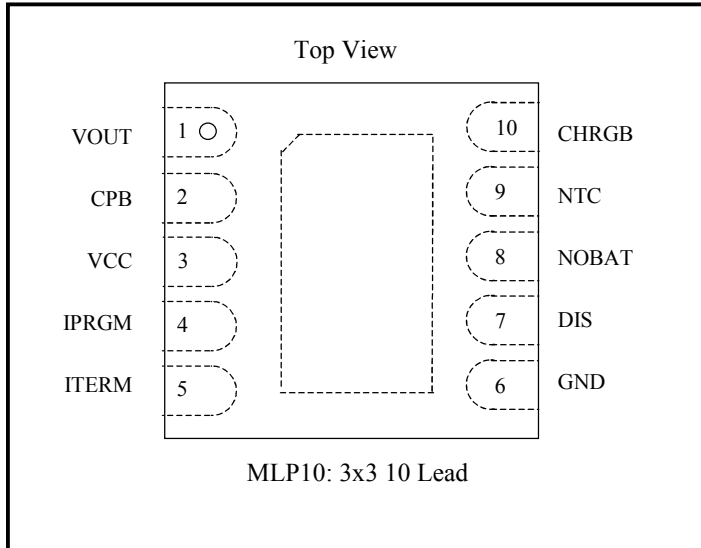 Top View
VOUT 1 10 CHRGB
CPB 2 9 NTC
VCC 3 8 NOBAT
IPRGM 4 7 DIS
ITERM 5 6 GND
MLP10: 3x3 10 Lead